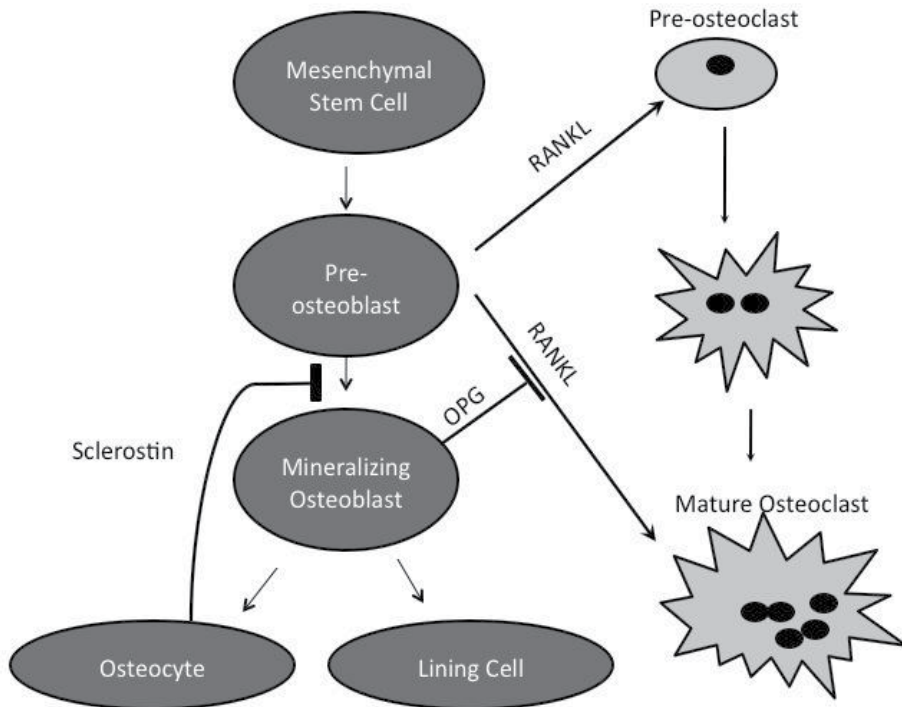 Pre-osteoclast
Mesenchymal
Stem Cell
RANKL
Pre-
osteoblast
RANKL
OPG
Sclerostin
Mineralizing
Osteoblast
Mature Osteoclast
Osteocyte
Lining Cell